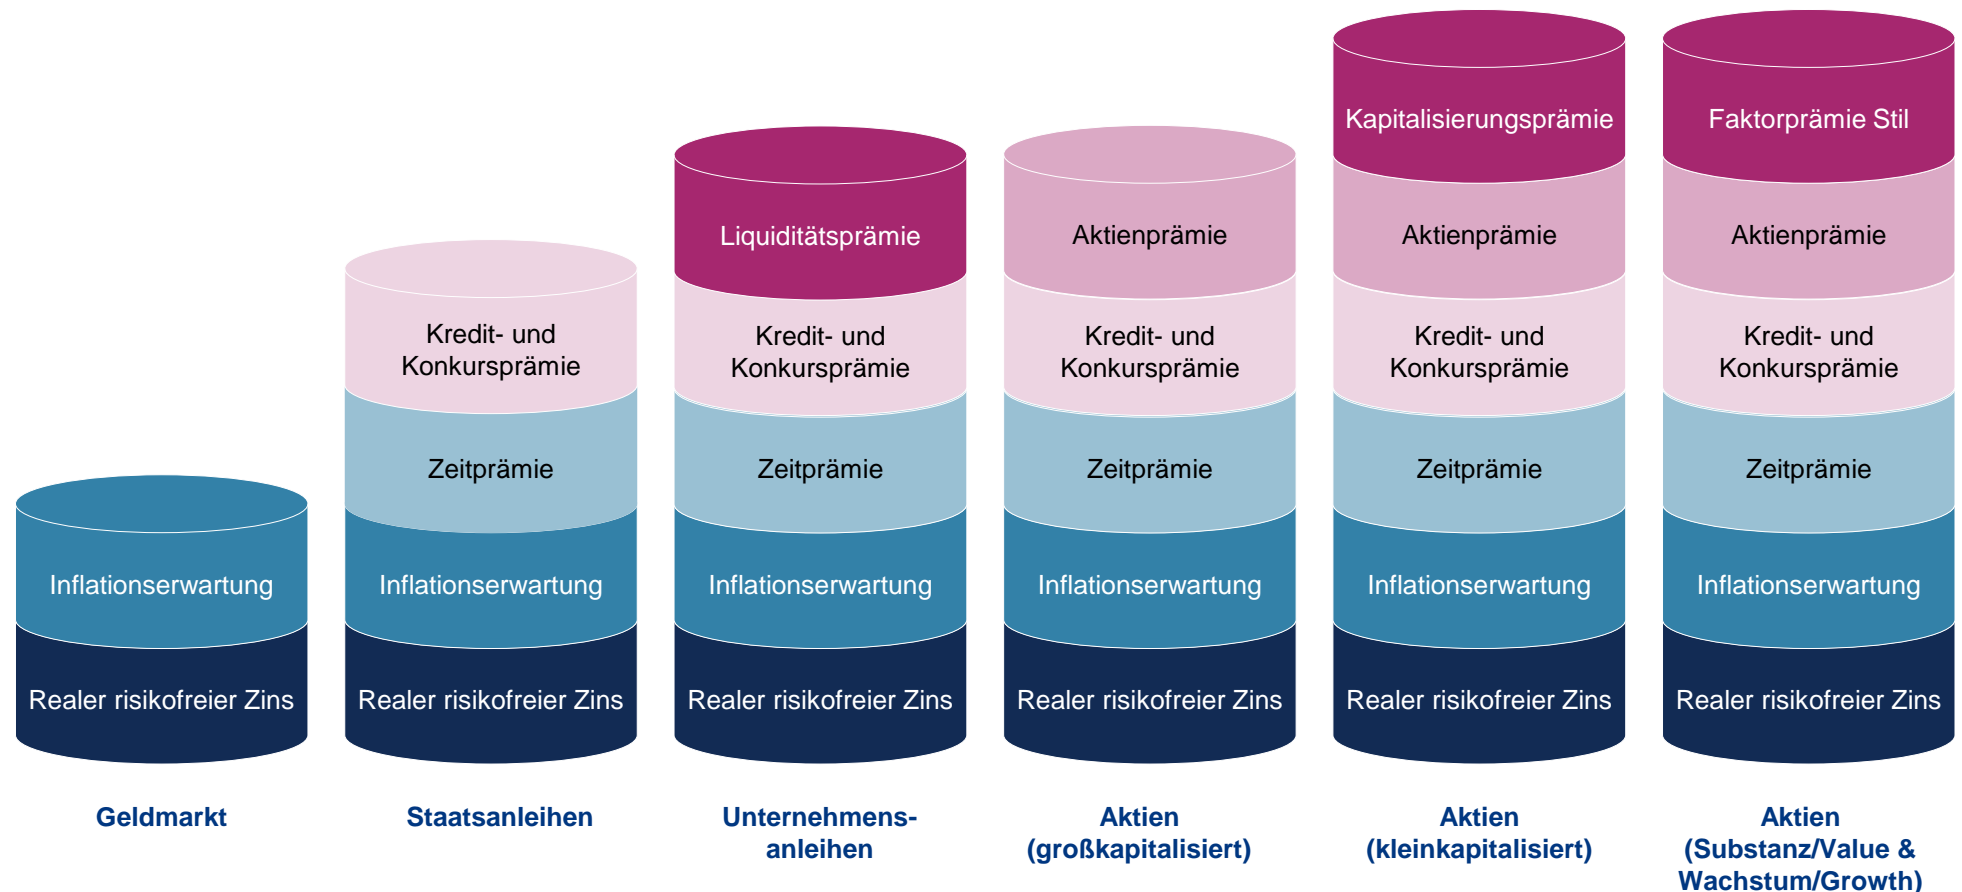 Kapitalisierungsprämie
Faktorprämie Stil
Liquiditätsprämie
Aktienprämie
Aktienprämie
Aktienprämie
Kredit- und
Konkursprämie
Kredit- und
Konkursprämie
Kredit- und
Konkursprämie
Kredit- und
Konkursprämie
Kredit- und
Konkursprämie
Zeitprämie
Zeitprämie
Zeitprämie
Zeitprämie
Zeitprämie
Inflationserwartung
Inflationserwartung
Inflationserwartung
Inflationserwartung
Inflationserwartung
Inflationserwartung
Realer risikofreier Zins
Realer risikofreier Zins
Realer risikofreier Zins
Realer risikofreier Zins
Realer risikofreier Zins
Realer risikofreier Zins
Geldmarkt
Staatsanleihen
Unternehmens-
anleihen
Aktien
(großkapitalisiert)
Aktien
(kleinkapitalisiert)
Aktien
(Substanz/Value &
Wachstum/Growth)